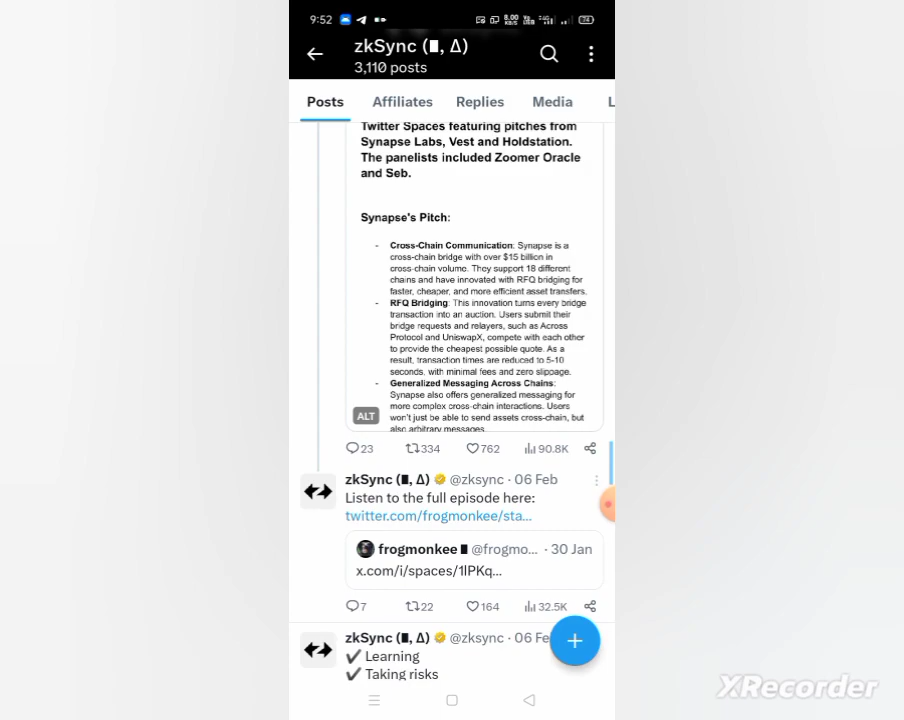 9:52
8.00
KB/S
74
zkSync (∎, ∆)
3,110 posts
Posts Affiliates Replies Media L
Twitter Spaces featuring pitches from
Synapse Labs, Vest and Holdstation.
The panelists included Zoomer Oracle
and Seb.
Synapse's Pitch:
- Cross-Chain Communication: Synapse is a
cross-chain bridge with over $15 billion in
cross-chain volume. They support 18 different
chains and have innovated with RFQ bridging for
faster, cheaper, and more efficient asset transfers.
- RFQ Bridging: This innovation turns every bridge
transaction into an auction. Users submit their
bridge requests and relayers, such as Across
Protocol and UniswapX, compete with each other
to provide the cheapest possible quote. As a
result, transaction times are reduced to 5-10
seconds, with minimal fees and zero slippage.
- Generalized Messaging Across Chains:
Synapse also offers generalized messaging for
more complex cross-chain interactions. Users
won't just be able to send assets cross-chain, but
also arbitrary messages.
ALT
23 334 762 90.8K
zkSync (∎, ∆) @zksync · 06 Feb
Listen to the full episode here:
twitter.com/frogmonkee/sta...
frogmonkee ∎ @frogmo... · 30 Jan
x.com/i/spaces/1lPKq...
7 22 164 32.5K
zkSync (∎, ∆) @zksync · 06 Fe
✔ Learning
✔ Taking risks
XRecorder